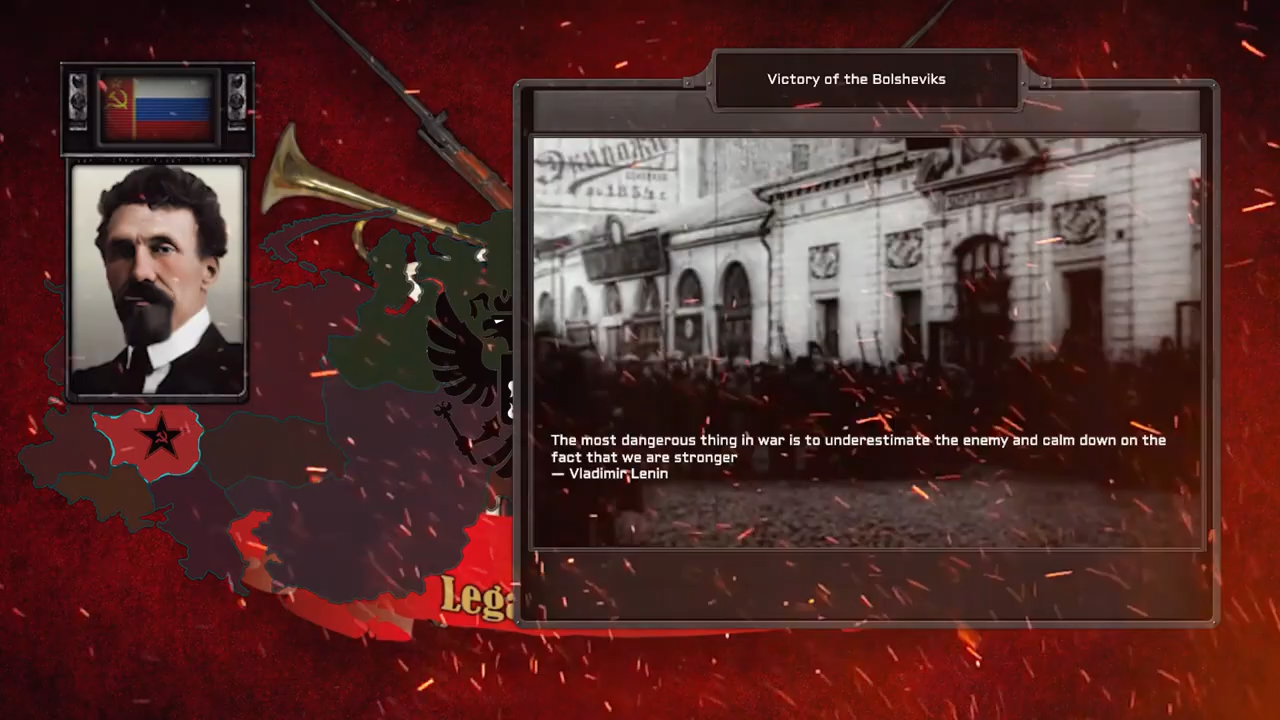 Victory of the Bolsheviks
Экипажи
The most dangerous thing in war is to underestimate the enemy and calm down on the
fact that we are stronger
— Vladimir Lenin
Lega